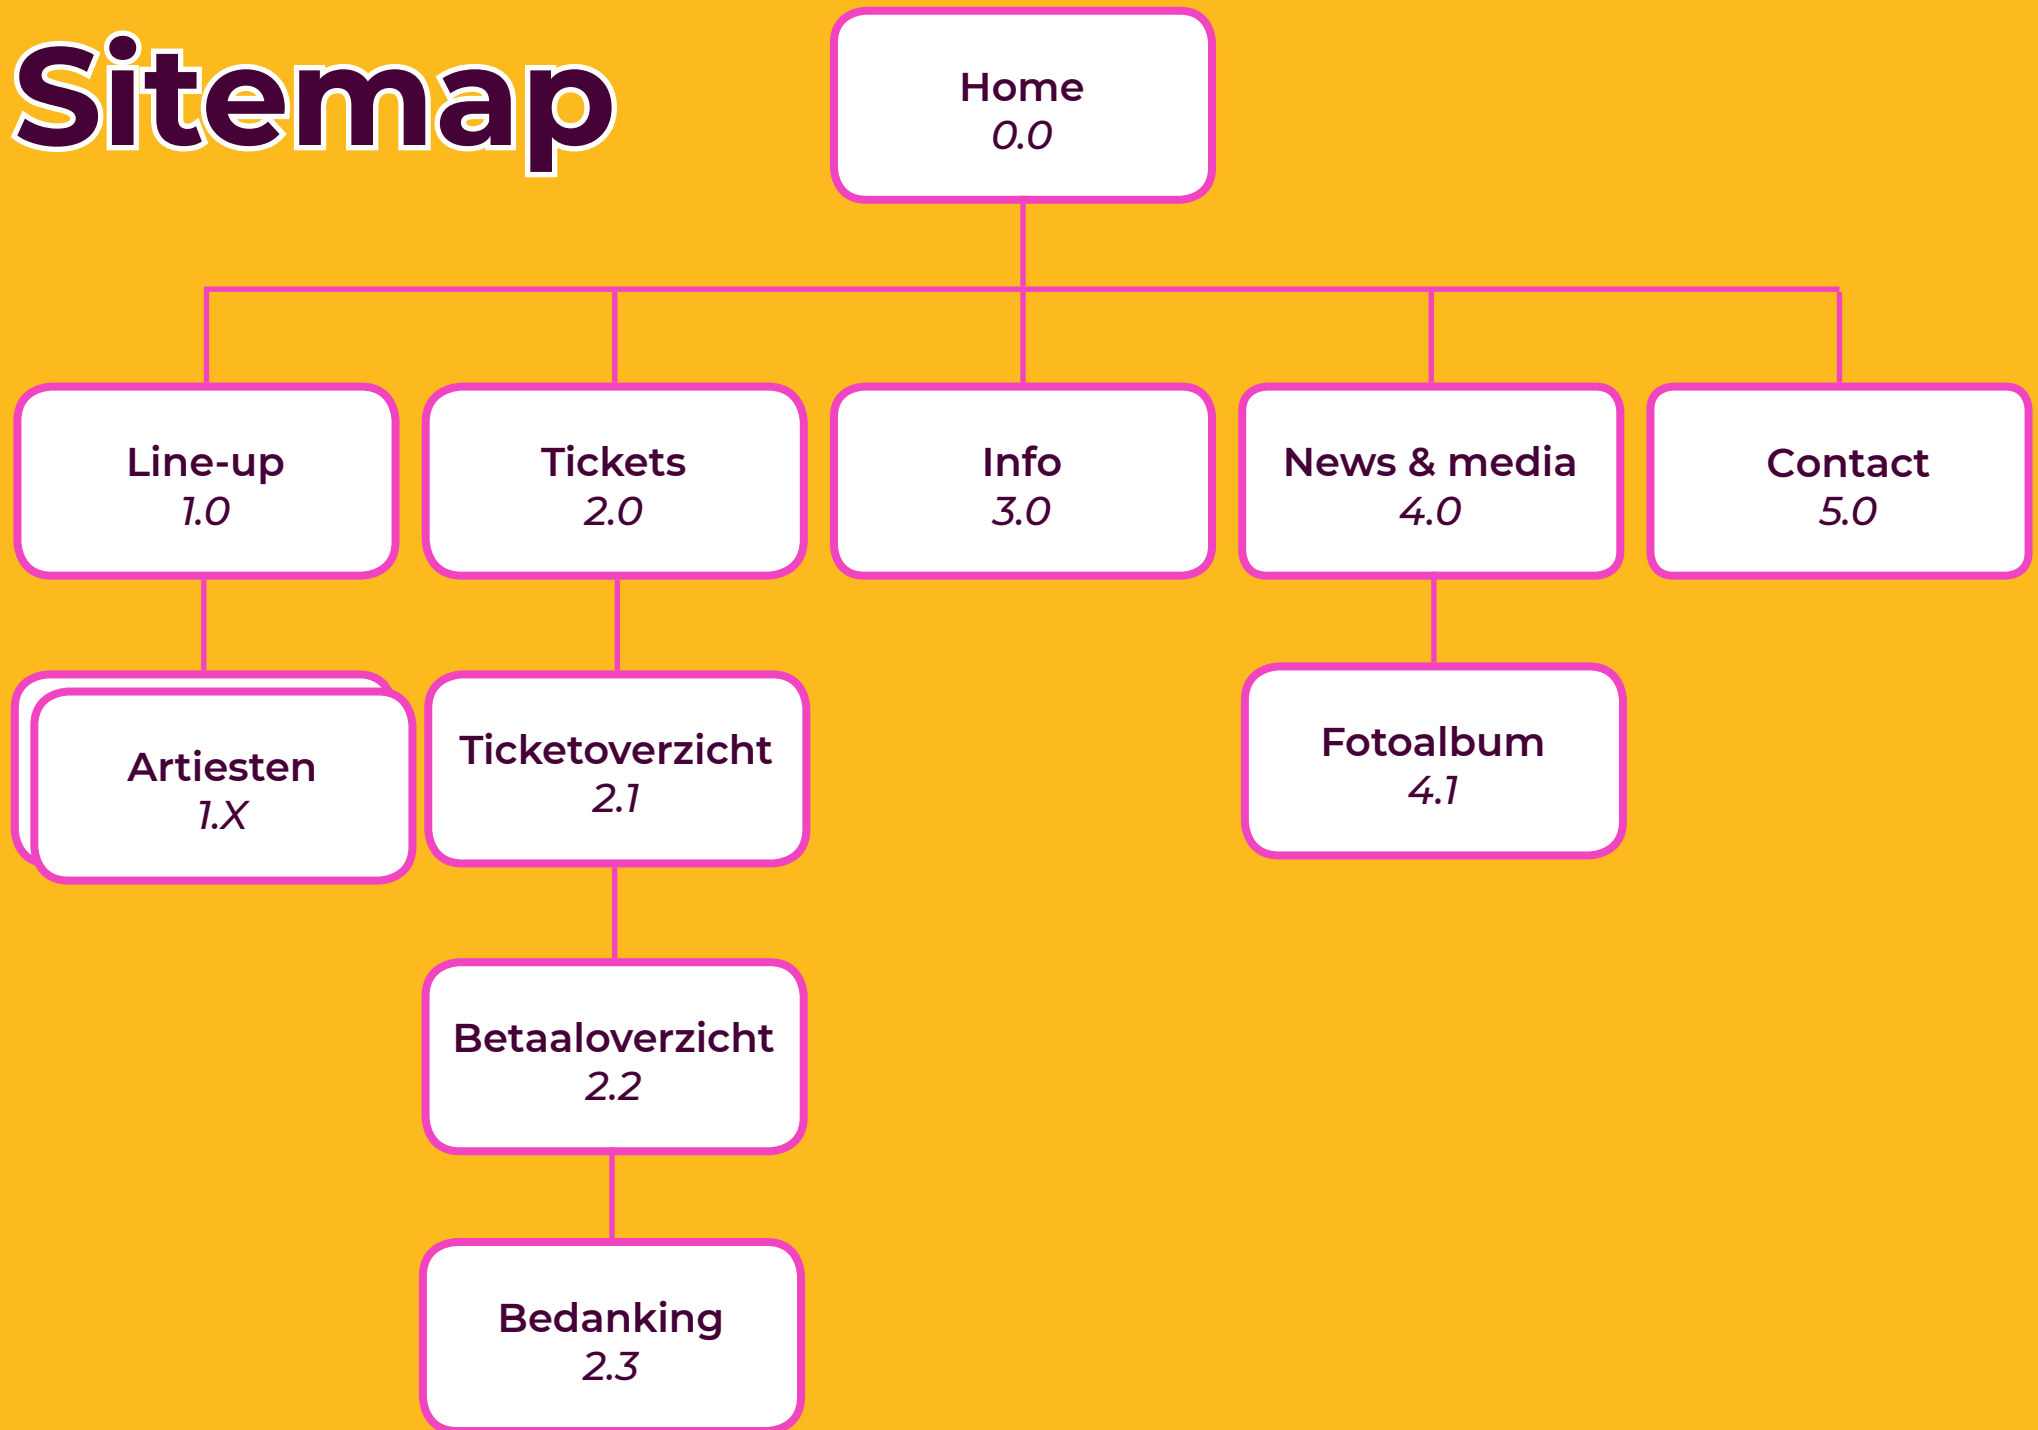 Sitemap
Home
0.0
Line-up
1.0
Tickets
2.0
Info
3.0
News & media
4.0
Contact
5.0
Artiesten
1.X
Ticketoverzicht
2.1
Fotoalbum
4.1
Betaaloverzicht
2.2
Bedanking
2.3